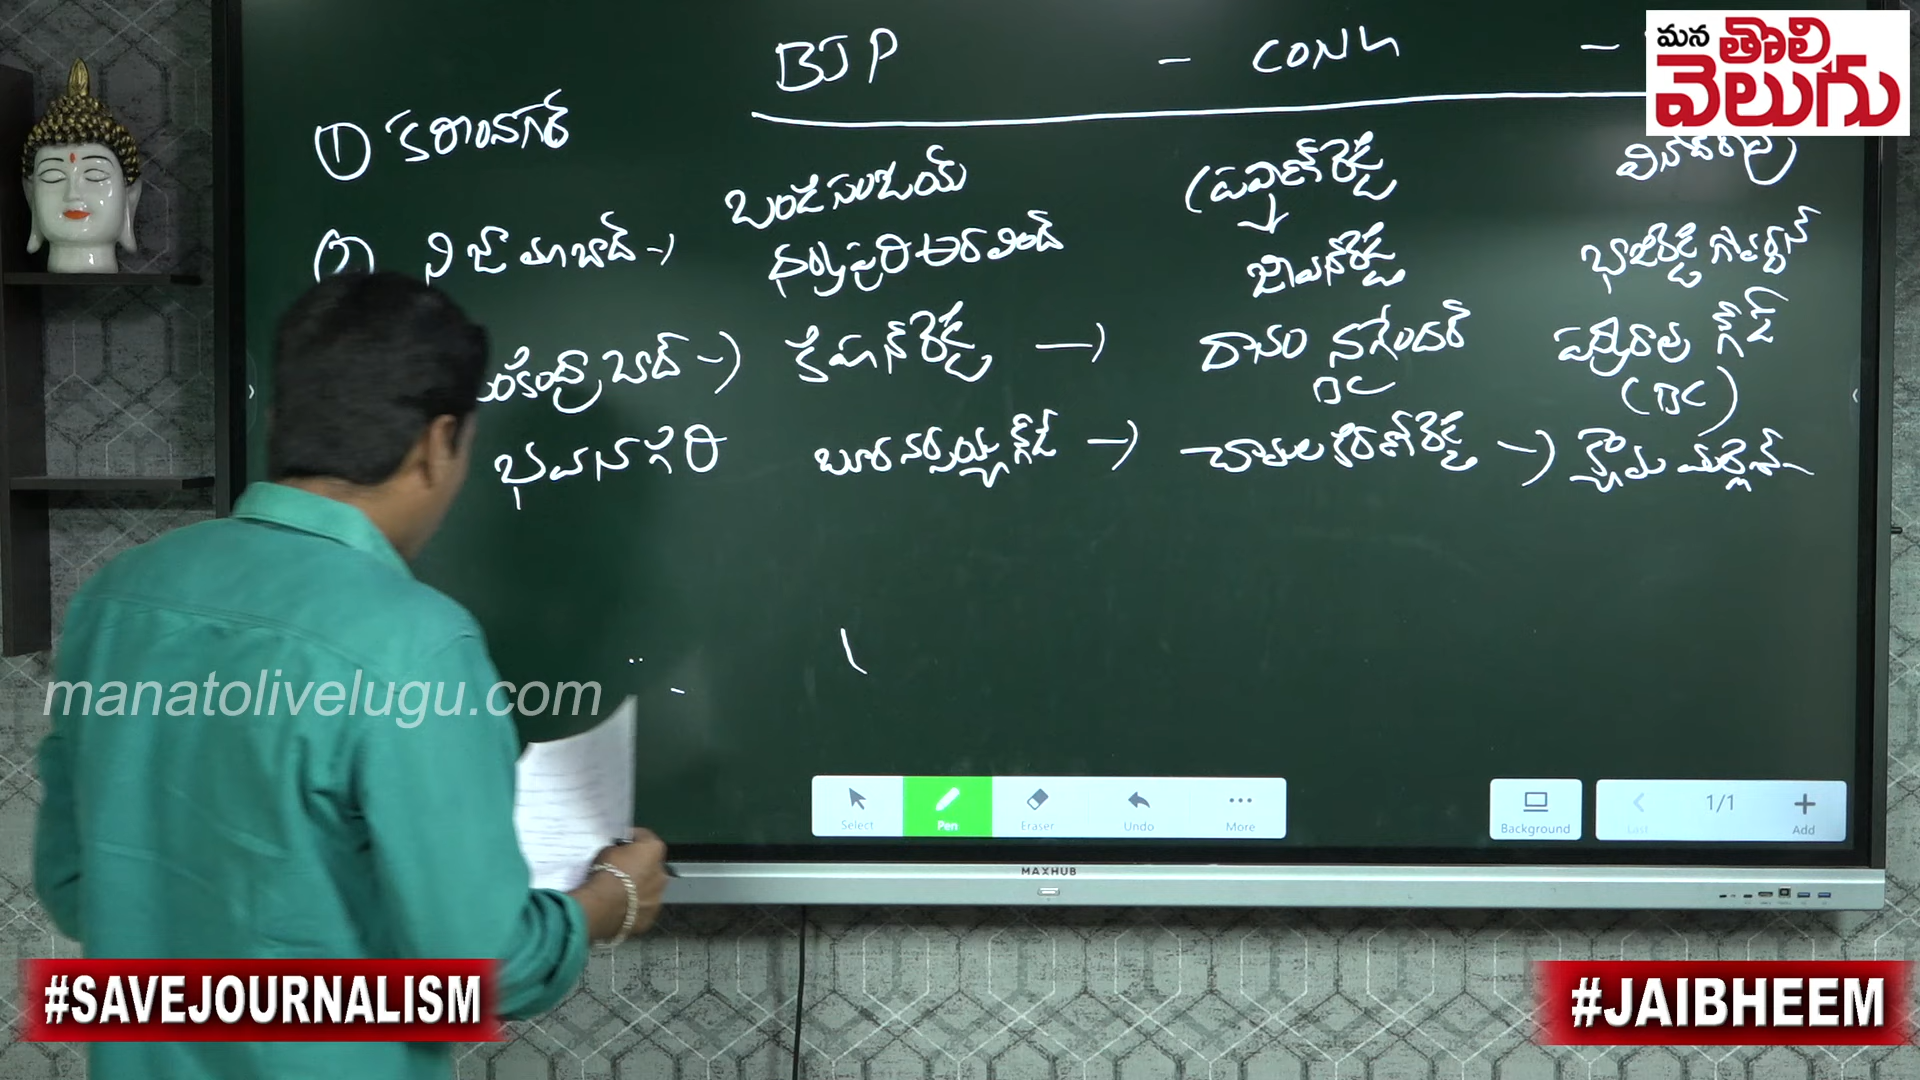 BJP - CONG -
మన తొలి వెలుగు
① కరీంనగర్ బండి సంజయ్ ప్రవీణ్ రెడ్డి వినోద్ రావు
② నిజామాబాద్ → ధర్మపురి అరవింద్ జీవన్ రెడ్డి బాజిరెడ్డి గోవర్ధన్
→ కిషన్ రెడ్డి → దానం నాగేందర్ పద్మారావు గౌడ్
BC (BC)
భువనగిరి బూర నర్సయ్య గౌడ్ → చామల కిరణ్ రెడ్డి → క్యామ మల్లేష్
manatolivelugu.com
Select Pen Eraser Undo More Background Last 1/1 Add
MAXHUB
#SAVEJOURNALISM #JAIBHEEM